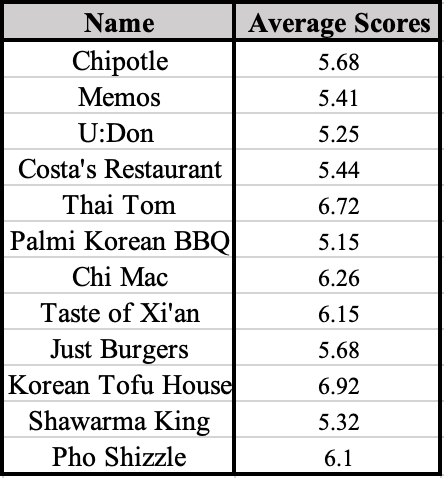 Name Average Scores
Chipotle 5.68
Memos 5.41
U:Don 5.25
Costa's Restaurant 5.44
Thai Tom 6.72
Palmi Korean BBQ 5.15
Chi Mac 6.26
Taste of Xi'an 6.15
Just Burgers 5.68
Korean Tofu House 6.92
Shawarma King 5.32
Pho Shizzle 6.1